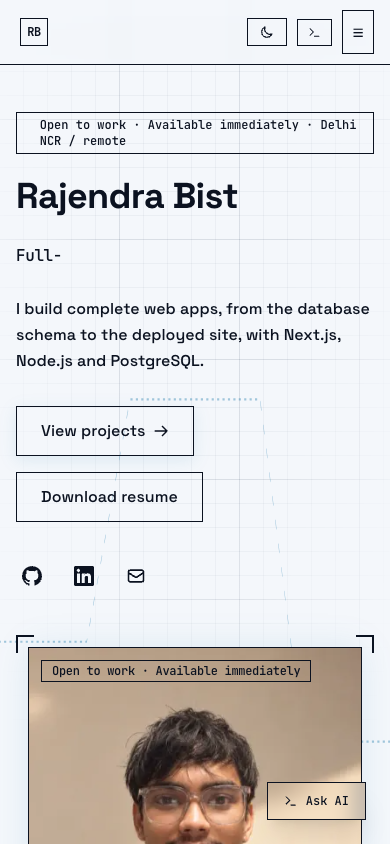 RB
Open to work · Available immediately · Delhi
NCR / remote
Rajendra Bist
Full-
I build complete web apps, from the database
schema to the deployed site, with Next.js,
Node.js and PostgreSQL.
View projects →
Download resume
Open to work · Available immediately
Ask AI